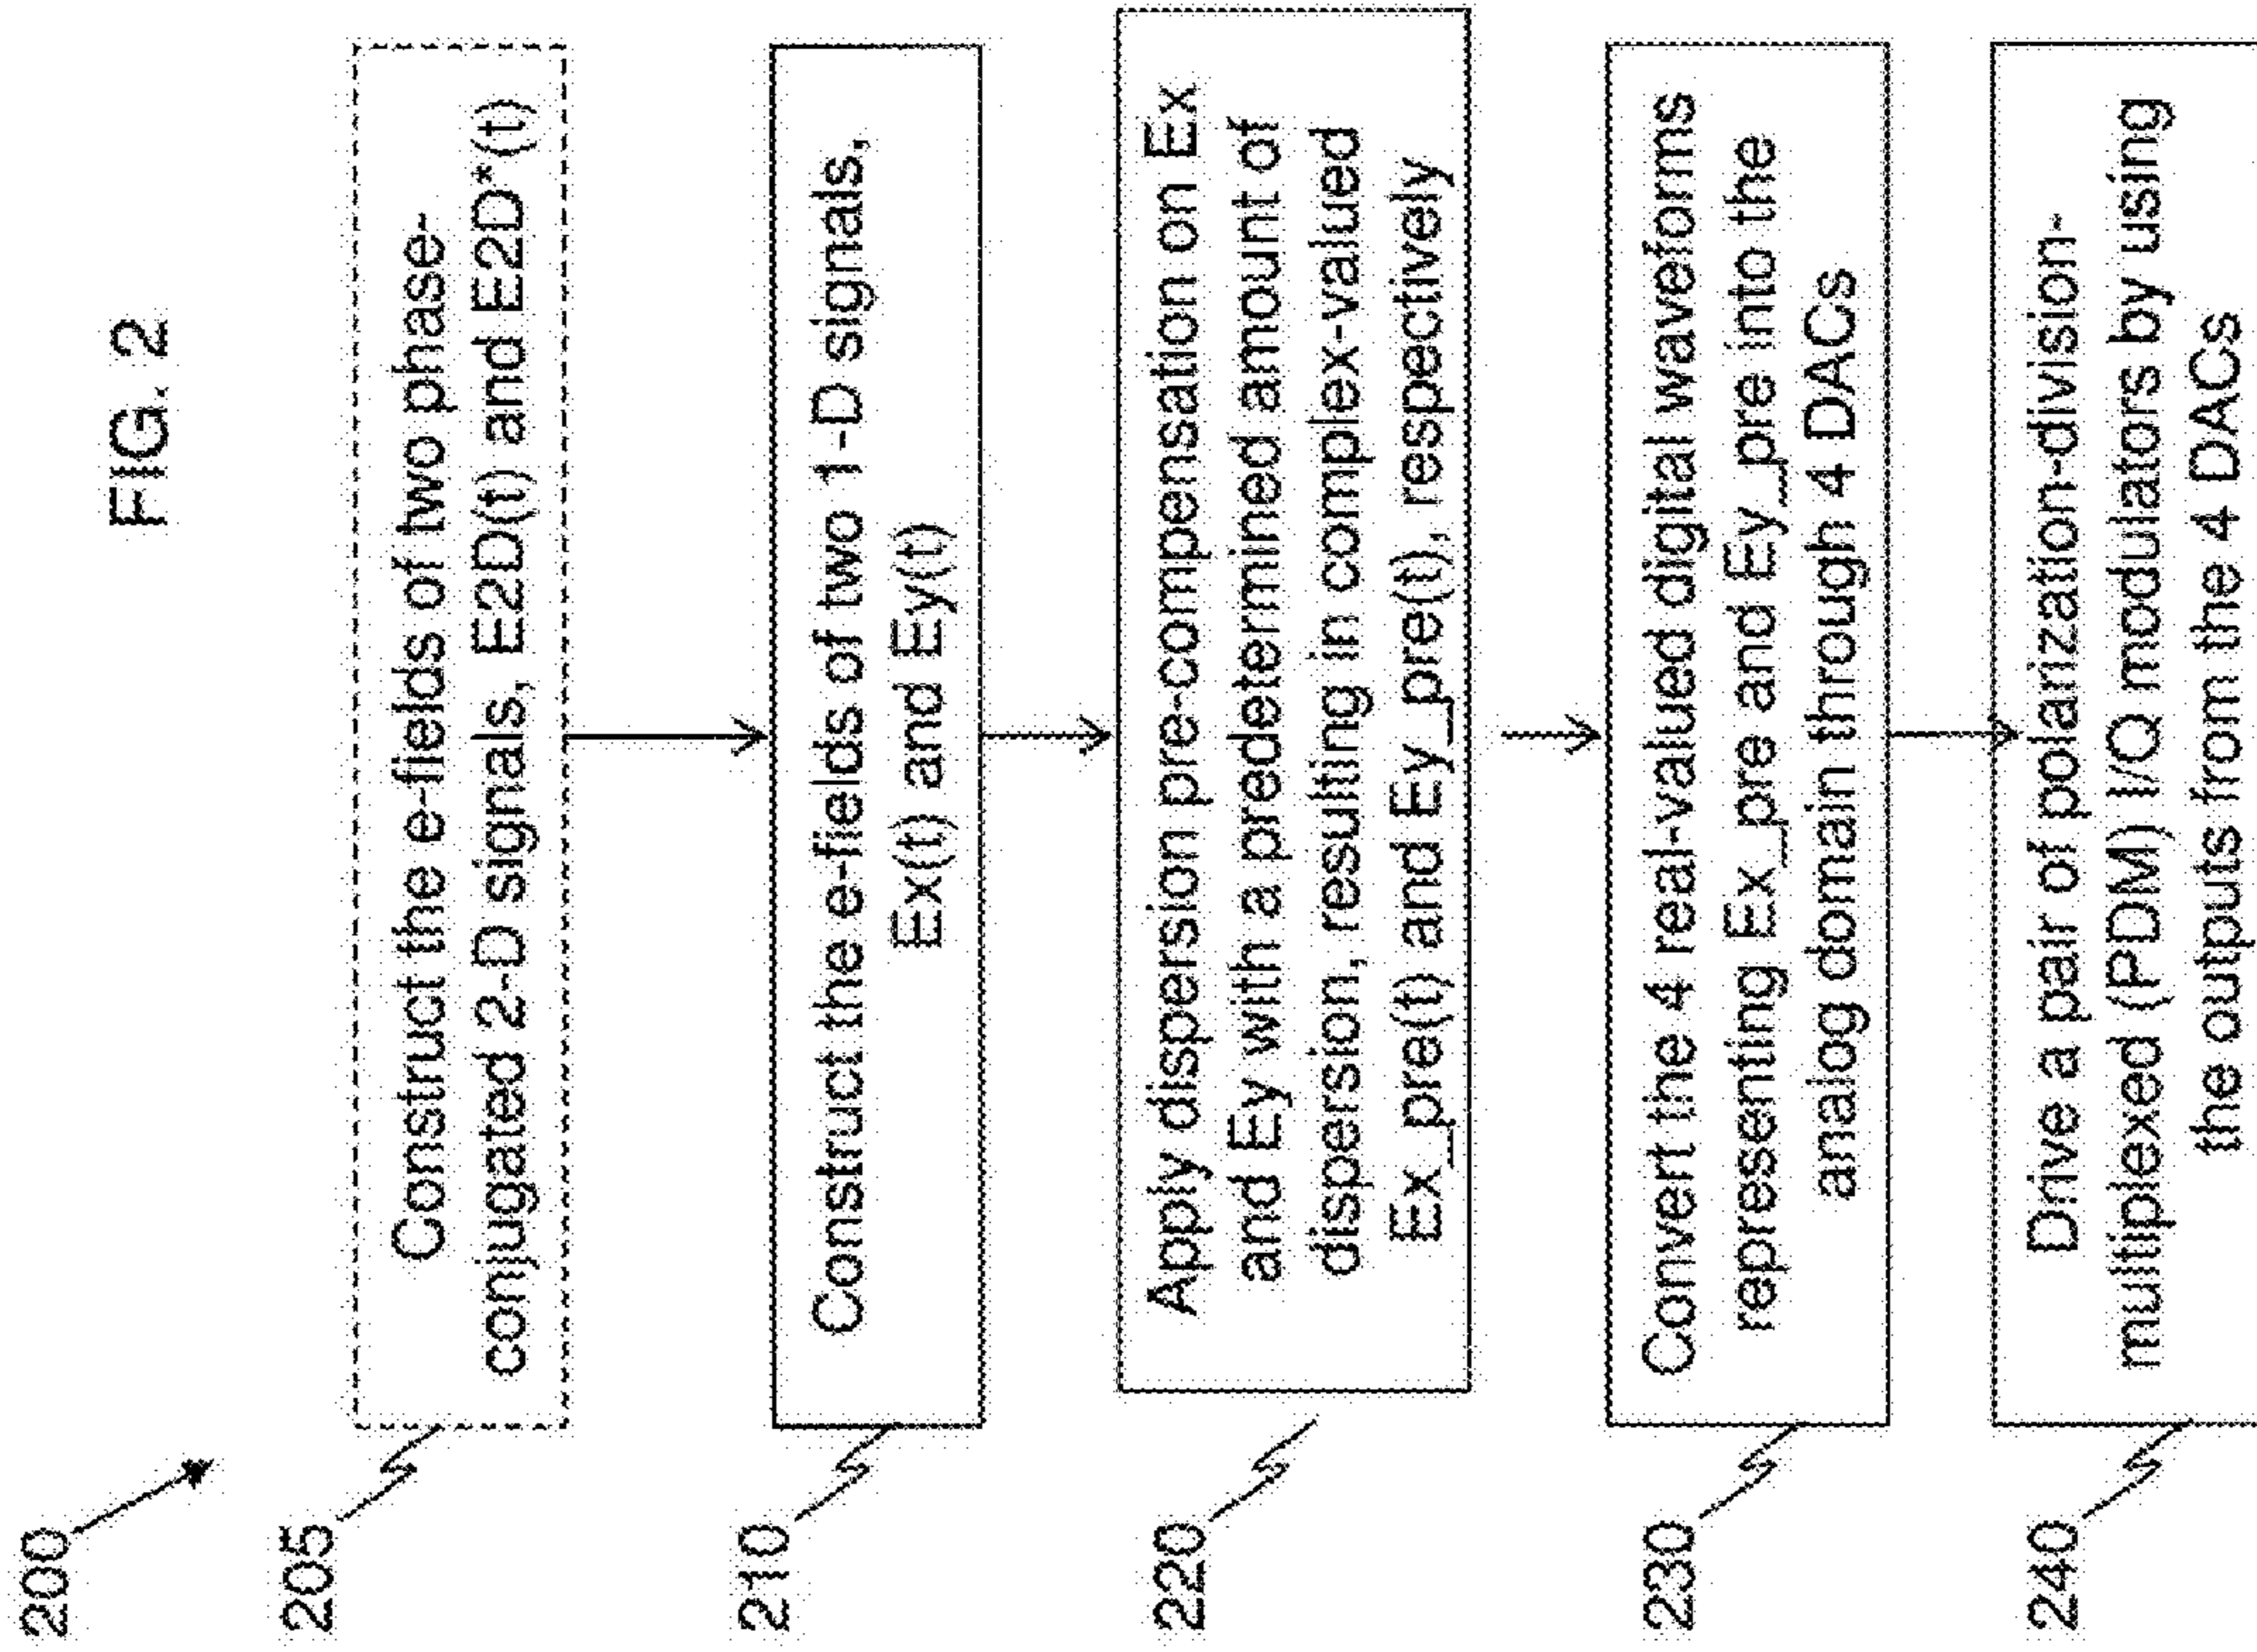 FIG. 2
200
205
Construct the e-fields of two phase-
conjugated 2-D signals, E2D(t) and E2D*(t)
210
Construct the e-fields of two 1-D signals,
Ex(t) and Ey(t)
220
Apply dispersion pre-compensation on Ex
and Ey with a predetermined amount of
dispersion, resulting in complex-valued
Ex_pre(t) and Ey_pre(t), respectively
230
Convert the 4 real-valued digital waveforms
representing Ex_pre and Ey_pre into the
analog domain through 4 DACs
240
Drive a pair of polarization-division-
multiplexed (PDM) I/Q modulators by using
the outputs from the 4 DACs